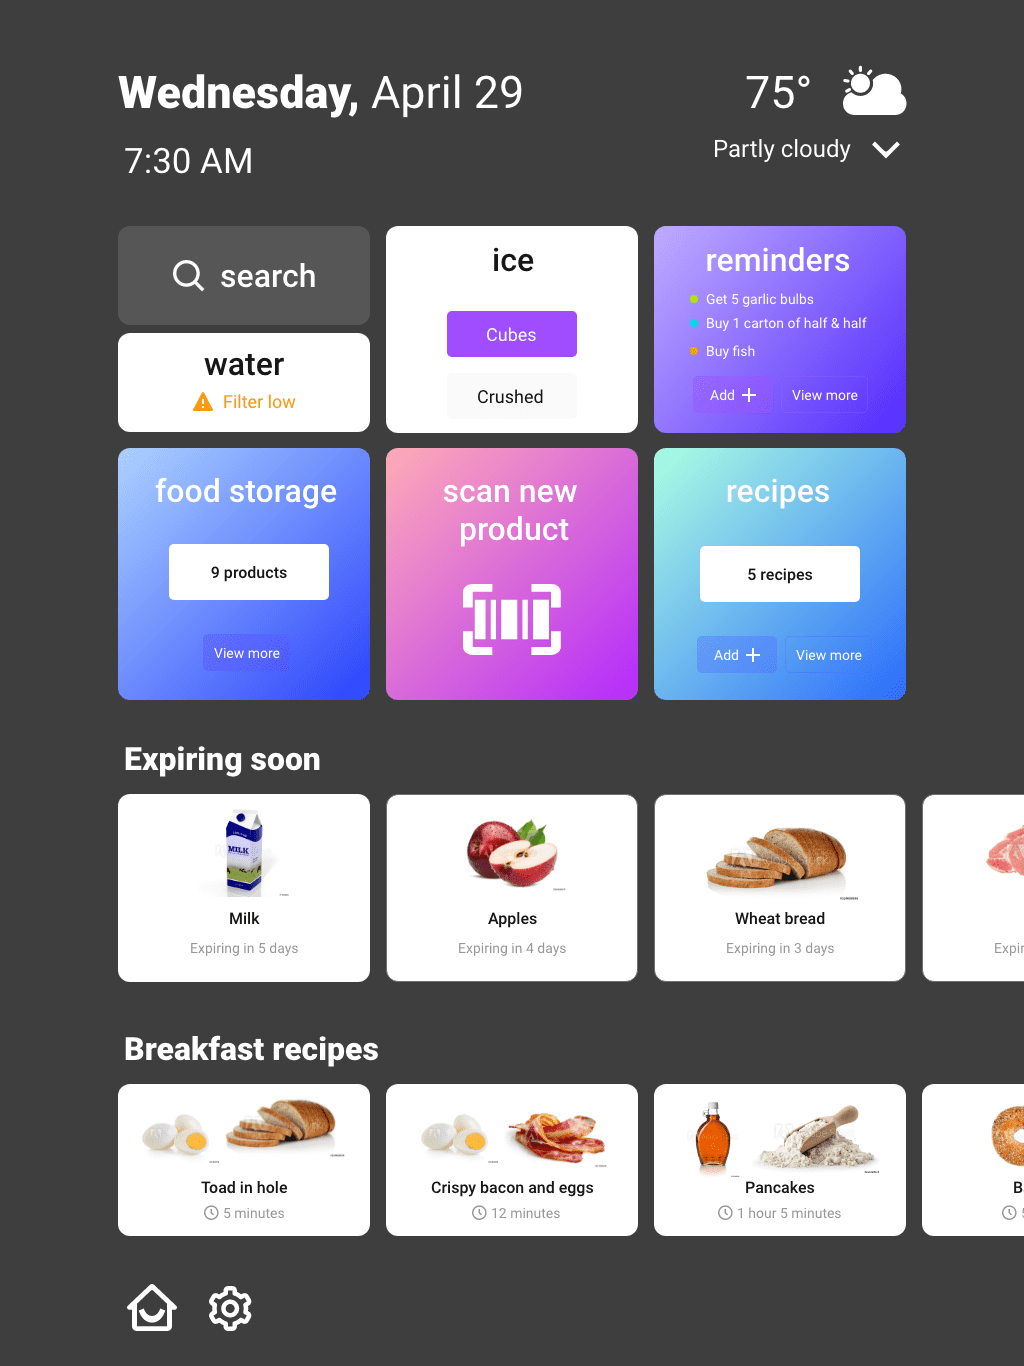 Wednesday, April 29
75°
7:30 AM
Partly cloudy
search
water
Filter low
ice
Cubes
Crushed
reminders
Get 5 garlic bulbs
Buy 1 carton of half & half
Buy fish
Add
View more
food storage
9 products
View more
scan new
product
recipes
5 recipes
Add
View more
Expiring soon
MILK
Milk
Expiring in 5 days
Apples
Expiring in 4 days
Wheat bread
Expiring in 3 days
Breakfast recipes
Toad in hole
5 minutes
Crispy bacon and eggs
12 minutes
Pancakes
1 hour 5 minutes